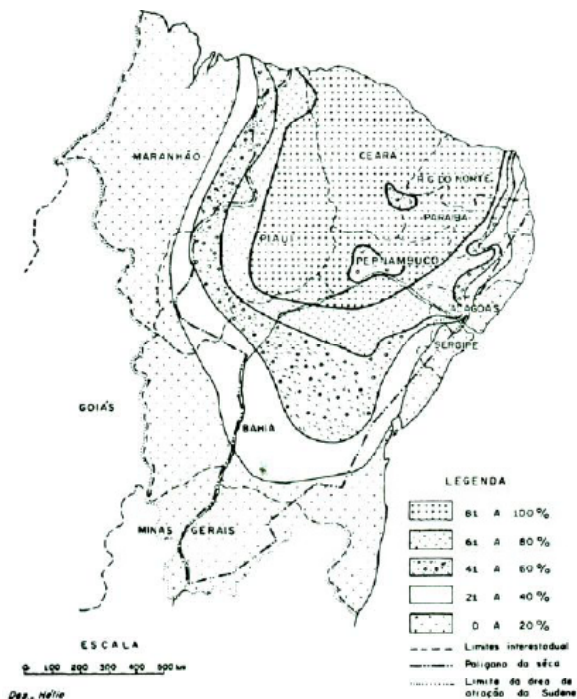 MARANHÃO
CEARÁ
R.G. DO NORTE
PARAIBA
PIAUÍ
PERNAMBUCO
ALAGOAS
SERGIPE
GOIÁS
BAHIA
MINAS GERAIS
LEGENDA
81 A 100%
61 A 80%
41 A 60%
21 A 40%
0 A 20%
Limites interestadual
Polígono da sêca
Limite da área de
atração da Sudene
ESCALA
0 100 200 300 400 500 km
Des. Hélio